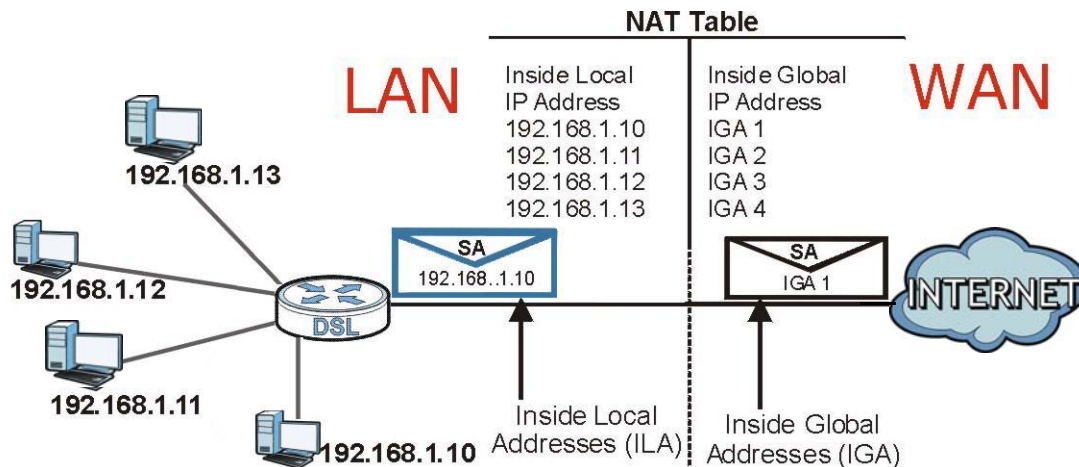 NAT Table
LAN
WAN
Inside Local
IP Address
192.168.1.10
192.168.1.11
192.168.1.12
192.168.1.13
Inside Global
IP Address
IGA 1
IGA 2
IGA 3
IGA 4
192.168.1.13
192.168.1.12
192.168.1.11
192.168.1.10
DSL
SA
192.168..1.10
SA
IGA 1
INTERNET
Inside Local
Addresses (ILA)
Inside Global
Addresses (IGA)